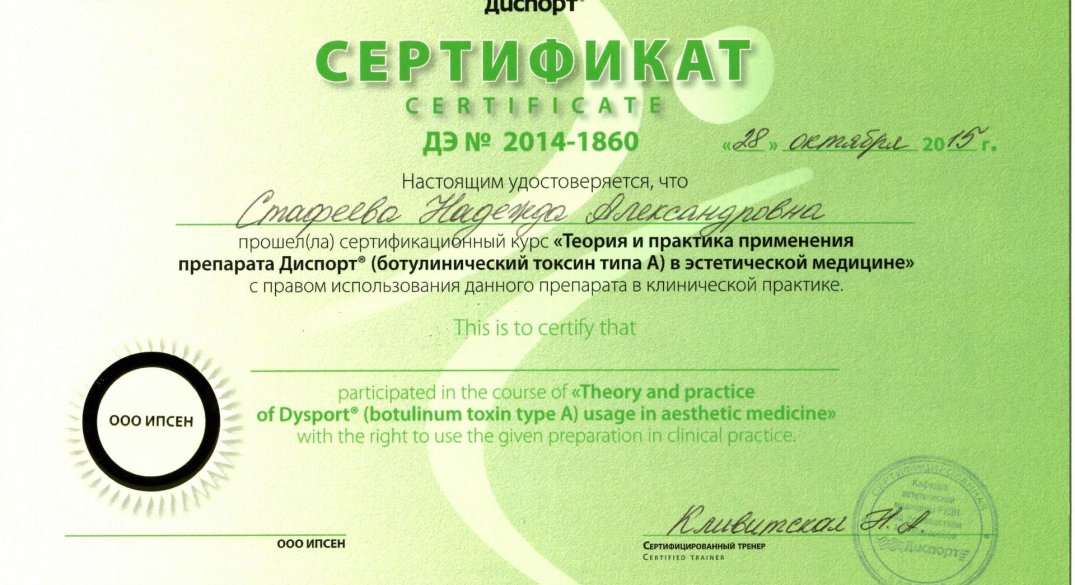 Диспорт®
СЕРТИФИКАТ
CERTIFICATE
ДЭ № 2014-1860
«28» октября 2015 г.
Настоящим удостоверяется, что
Стафеева Надежда Александровна
прошел(ла) сертификационный курс «Теория и практика применения
препарата Диспорт® (ботулинический токсин типа А) в эстетической медицине»
с правом использования данного препарата в клинической практике.
This is to certify that
participated in the course of «Theory and practice
of Dysport® (botulinum toxin type A) usage in aesthetic medicine»
with the right to use the given preparation in clinical practice.
ООО ИПСЕН
ООО ИПСЕН
Сертифицированный тренер
Certified trainer
Кафедра
эстетической
Диспорт®